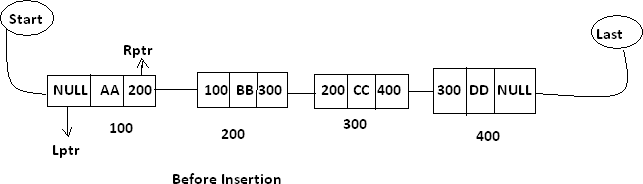 Start
Last
Rptr
NULL AA 200
100 BB 300
200 CC 400
300 DD NULL
100
200
300
400
Lptr
Before Insertion